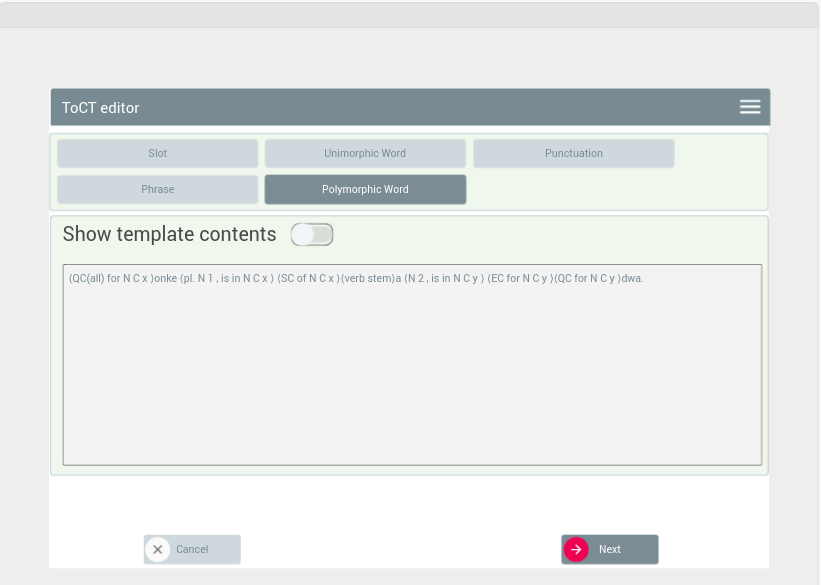 ToCT editor
Slot
Unimorphic Word
Punctuation
Phrase
Polymorphic Word
Show template contents
⟨QC(all) for N C x ⟩onke ⟨pl. N 1 , is in N C x ⟩ ⟨SC of N C x ⟩⟨verb stem⟩a ⟨N 2 , is in N C y ⟩ ⟨EC for N C y ⟩⟨QC for N C y ⟩dwa.
Cancel
Next